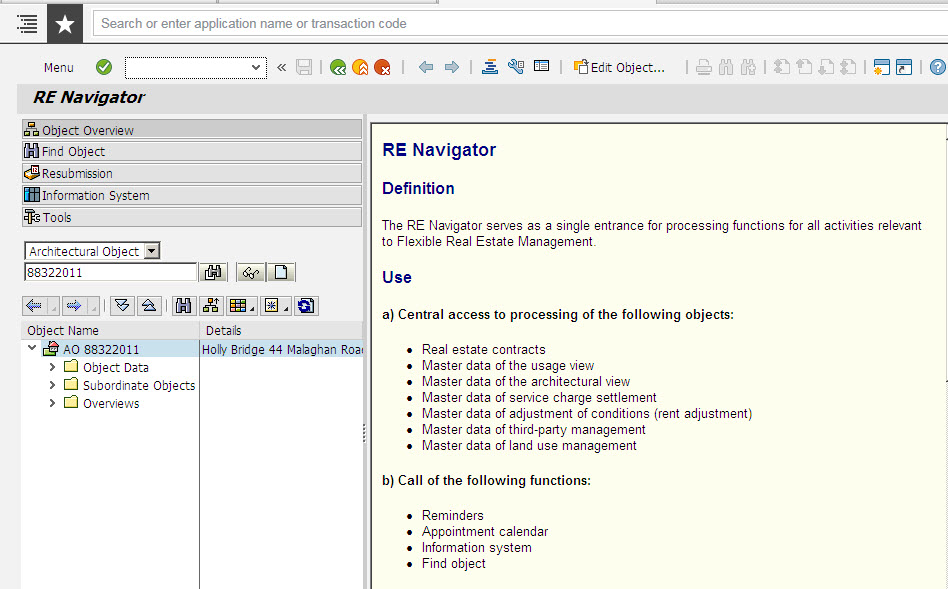 Search or enter application name or transaction code
Menu
Edit Object...
RE Navigator
Object Overview
Find Object
Resubmission
Information System
Tools
Architectural Object
88322011
Object Name Details
AO 88322011 Holly Bridge 44 Malaghan Road
Object Data
Subordinate Objects
Overviews
RE Navigator
Definition
The RE Navigator serves as a single entrance for processing functions for all activities relevant
to Flexible Real Estate Management.
Use
a) Central access to processing of the following objects:
Real estate contracts
Master data of the usage view
Master data of the architectural view
Master data of service charge settlement
Master data of adjustment of conditions (rent adjustment)
Master data of third-party management
Master data of land use management
b) Call of the following functions:
Reminders
Appointment calendar
Information system
Find object